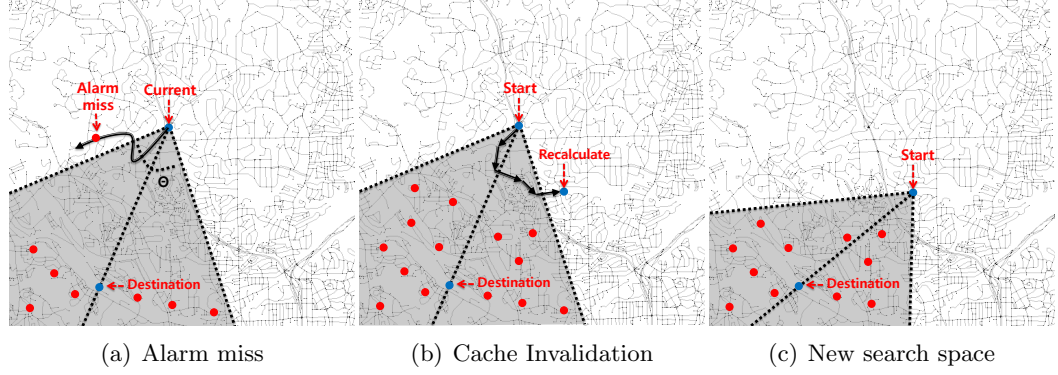 Alarm
miss
Current
Θ
Destination
(a) Alarm miss
Start
Recalculate
Destination
(b) Cache Invalidation
Start
Destination
(c) New search space